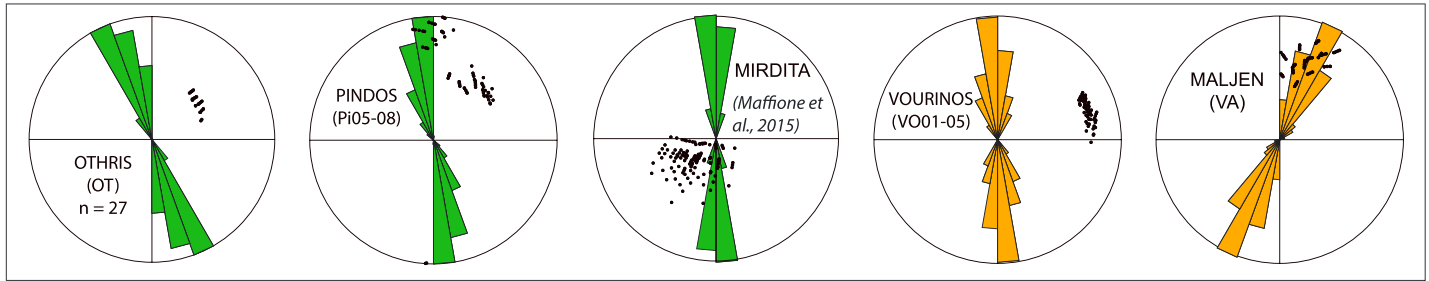 OTHRIS
(OT)
n = 27
PINDOS
(Pi05-08)
MIRDITA
(Maffione et
al., 2015)
VOURINOS
(VO01-05)
MALJEN
(VA)